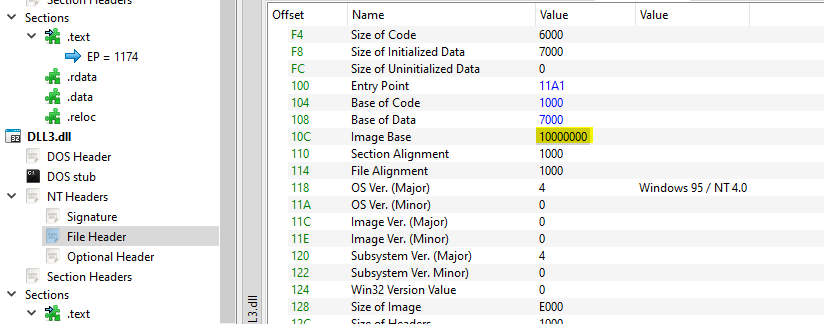 Section Headers
Sections
.text
EP = 1174
.rdata
.data
.reloc
DLL3.dll
DOS Header
DOS stub
NT Headers
Signature
File Header
Optional Header
Section Headers
Sections
.text
L3.dll
Offset Name Value Value
F4 Size of Code 6000
F8 Size of Initialized Data 7000
FC Size of Uninitialized Data 0
100 Entry Point 11A1
104 Base of Code 1000
108 Base of Data 7000
10C Image Base 10000000
110 Section Alignment 1000
114 File Alignment 1000
118 OS Ver. (Major) 4 Windows 95 / NT 4.0
11A OS Ver. (Minor) 0
11C Image Ver. (Major) 0
11E Image Ver. (Minor) 0
120 Subsystem Ver. (Major) 4
122 Subsystem Ver. Minor) 0
124 Win32 Version Value 0
128 Size of Image E000
12C Size of Headers 1000